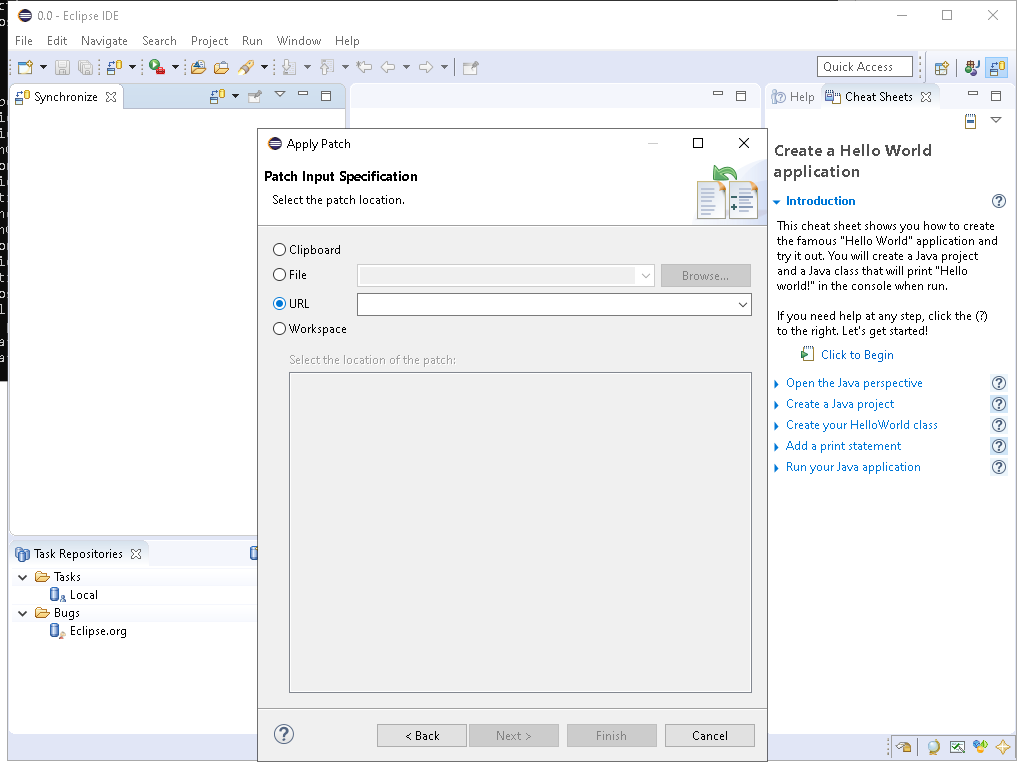 0.0 - Eclipse IDE
File Edit Navigate Search Project Run Window Help
Quick Access
Synchronize
Help
Cheat Sheets
Apply Patch
Patch Input Specification
Select the patch location.
Clipboard
File
Browse...
URL
Workspace
Select the location of the patch:
< Back
Next >
Finish
Cancel
Create a Hello World
application
Introduction
This cheat sheet shows you how to create
the famous "Hello World" application and
try it out. You will create a Java project
and a Java class that will print "Hello
world!" in the console when run.
If you need help at any step, click the (?)
to the right. Let's get started!
Click to Begin
Open the Java perspective
Create a Java project
Create your HelloWorld class
Add a print statement
Run your Java application
Task Repositories
Tasks
Local
Bugs
Eclipse.org